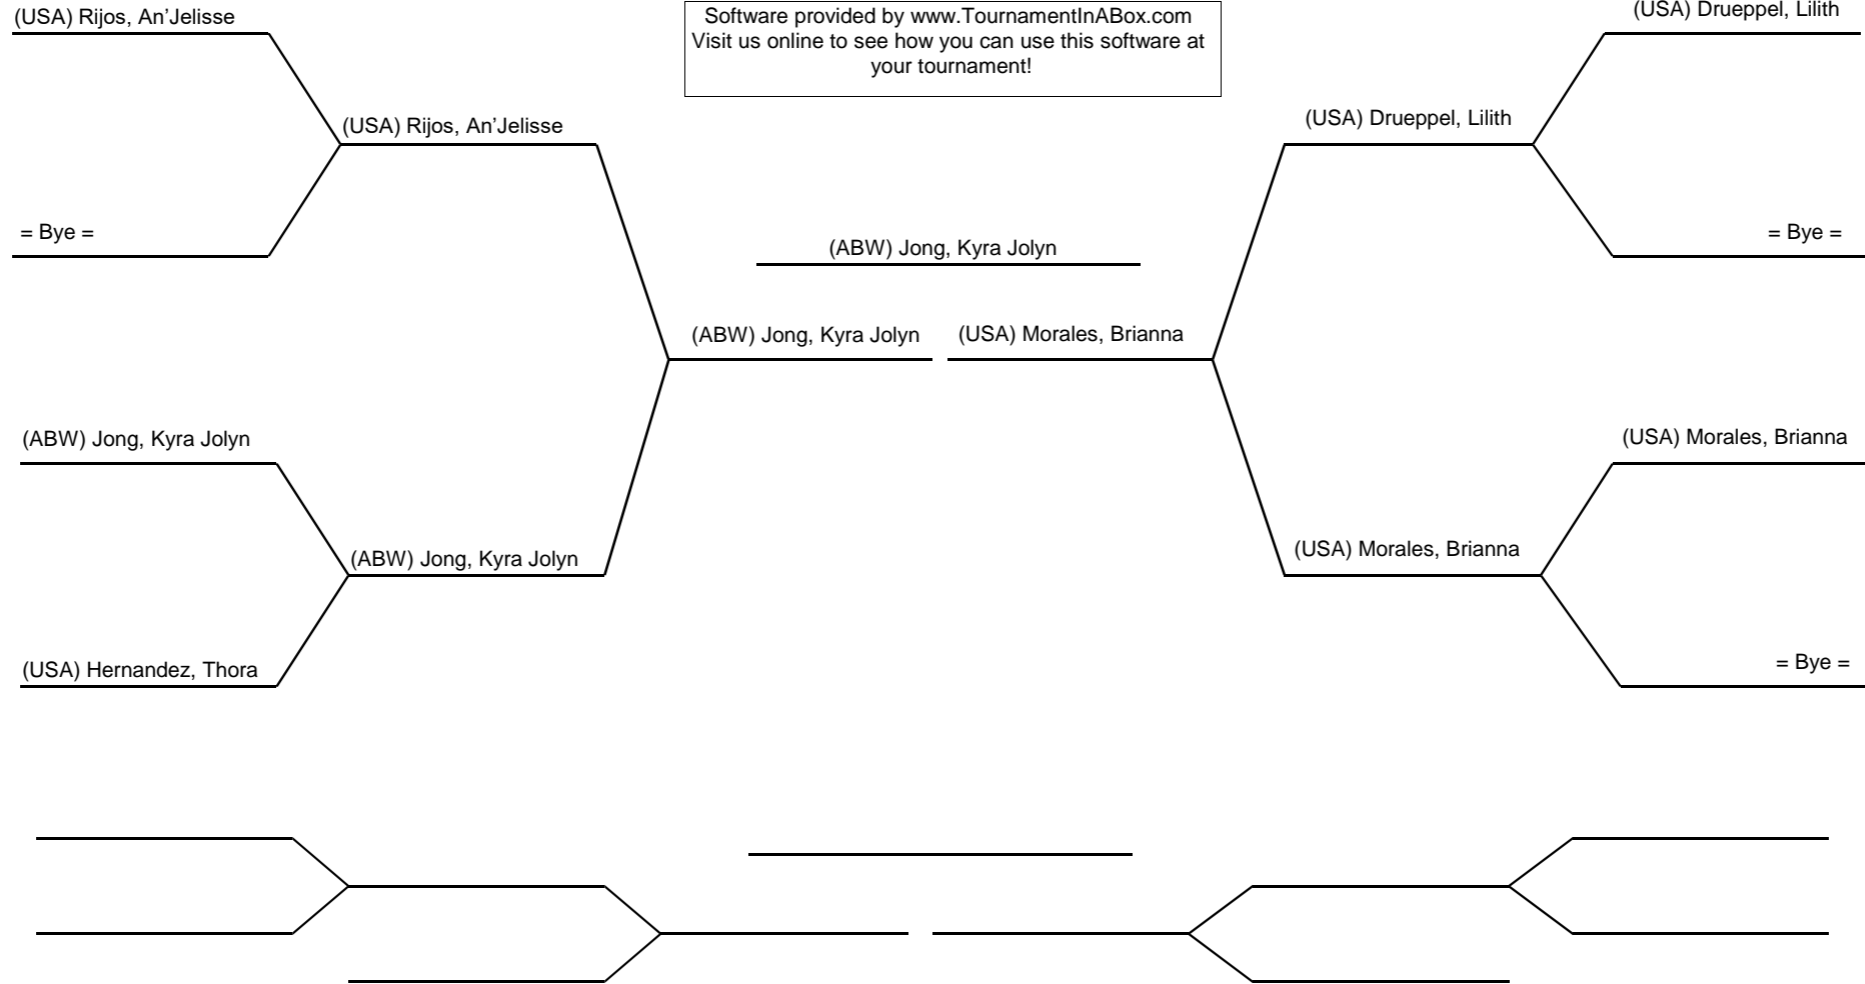 (USA) Rijos, An'Jelisse
Software provided by www.TournamentInABox.com
Visit us online to see how you can use this software at
your tournament!
(USA) Drueppel, Lilith
(USA) Rijos, An'Jelisse
(USA) Drueppel, Lilith
= Bye =
(ABW) Jong, Kyra Jolyn
= Bye =
(ABW) Jong, Kyra Jolyn
(USA) Morales, Brianna
(ABW) Jong, Kyra Jolyn
(USA) Morales, Brianna
(ABW) Jong, Kyra Jolyn
(USA) Morales, Brianna
(USA) Hernandez, Thora
= Bye =